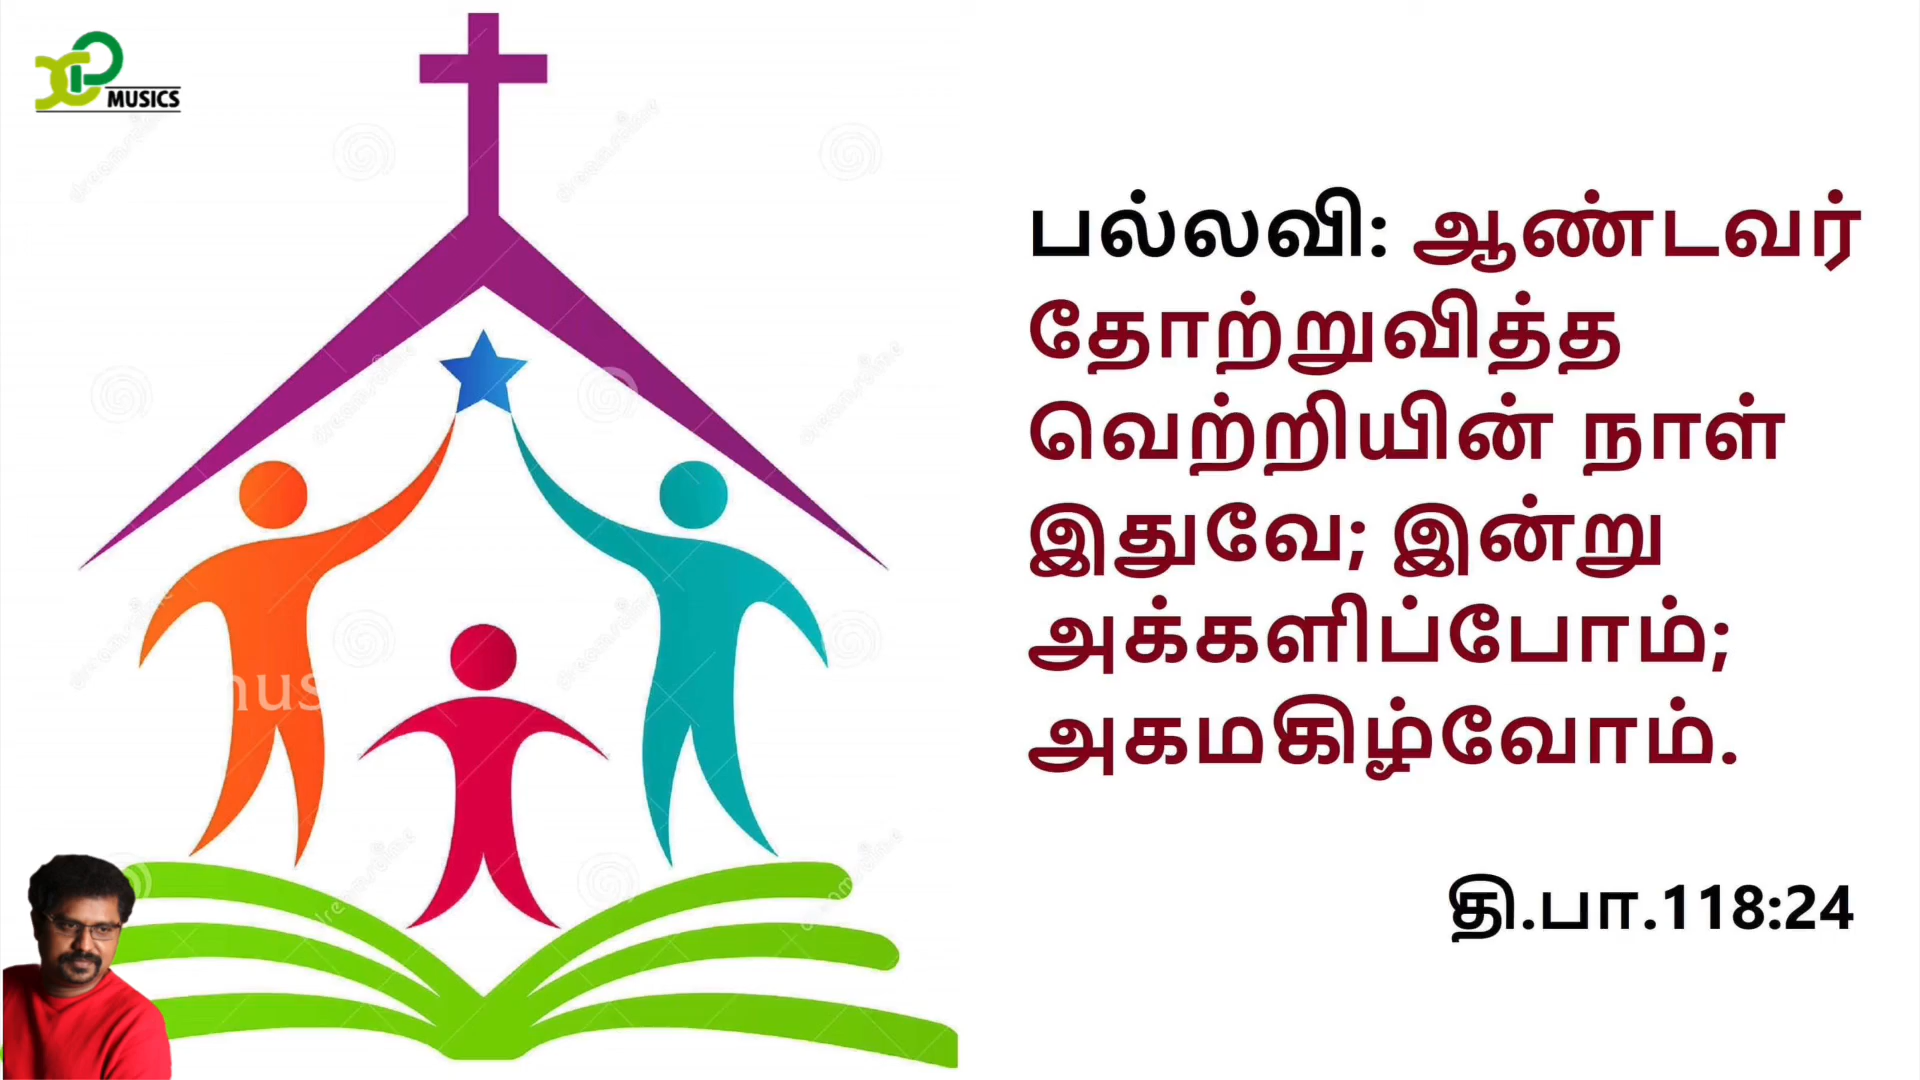 MUSICS
பல்லவி: ஆண்டவர்
தோற்றுவித்த
வெற்றியின் நாள்
இதுவே; இன்று
அக்களிப்போம்;
அகமகிழ்வோம்.
தி.பா.118:24